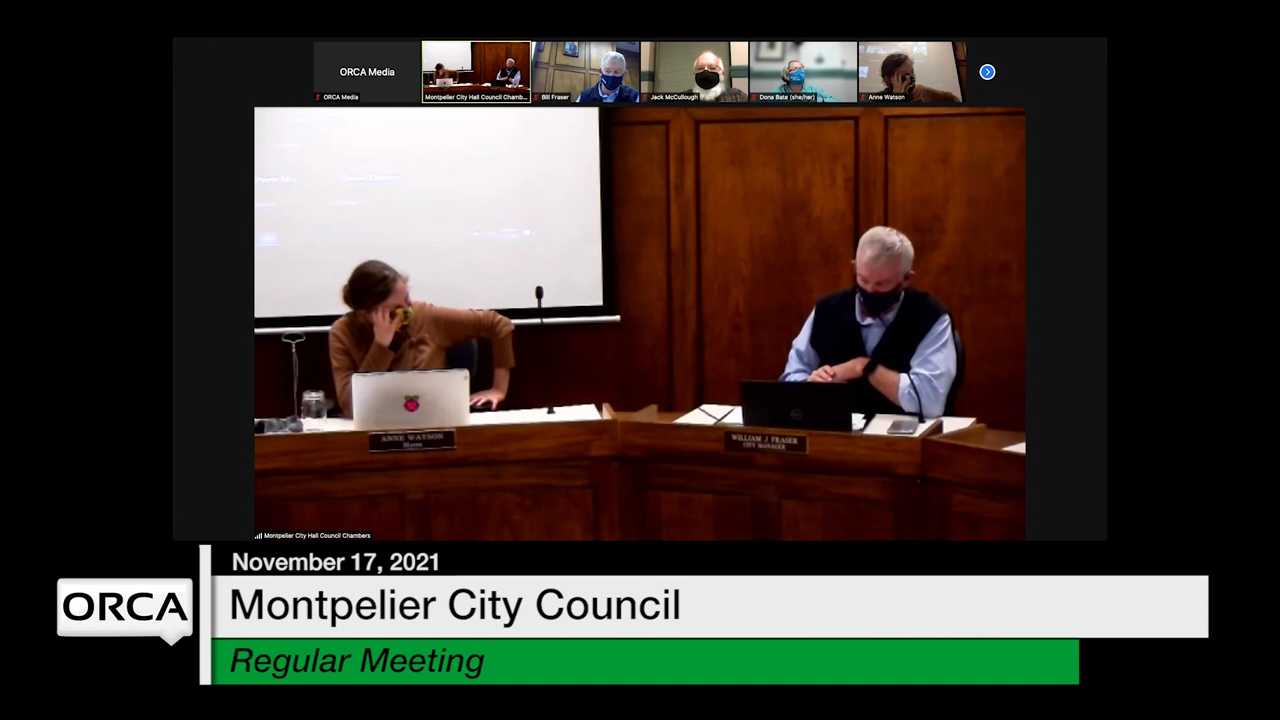 ORCA Media
ORCA Media
Montpelier City Hall Council Chamb...
Bill Fraser
Jack McCullough
Dona Bate (she/her)
Anne Watson
ANNE WATSON
Mayor
WILLIAM J FRASER
CITY MANAGER
DELL
Montpelier City Hall Council Chambers
November 17, 2021
ORCA
Montpelier City Council
Regular Meeting